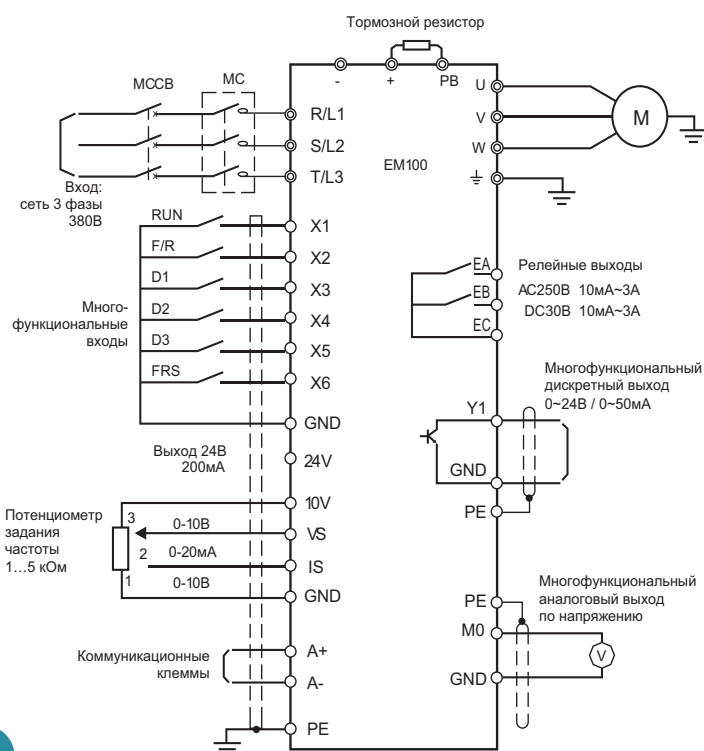 Тормозной резистор
- + PB
MCCB MC
R/L1
S/L2
T/L3
Вход:
сеть 3 фазы
380В
U
V
W
M
EM100
RUN X1
F/R X2
D1 X3
D2 X4
D3 X5
FRS X6
Много-
функциональные
входы
GND
Выход 24В
200мА
24V
EA
EB
EC
Релейные выходы
AC250В 10мА~3А
DC30В 10мА~3А
Многофункциональный
дискретный выход
0~24В / 0~50мА
Y1
GND
PE
Потенциометр
задания
частоты
1…5 кОм
10V
3 0-10В VS
2 0-20мА IS
1 0-10В GND
Многофункциональный
аналоговый выход
по напряжению
PE
M0
V
GND
Коммуникационные
клеммы
A+
A-
PE